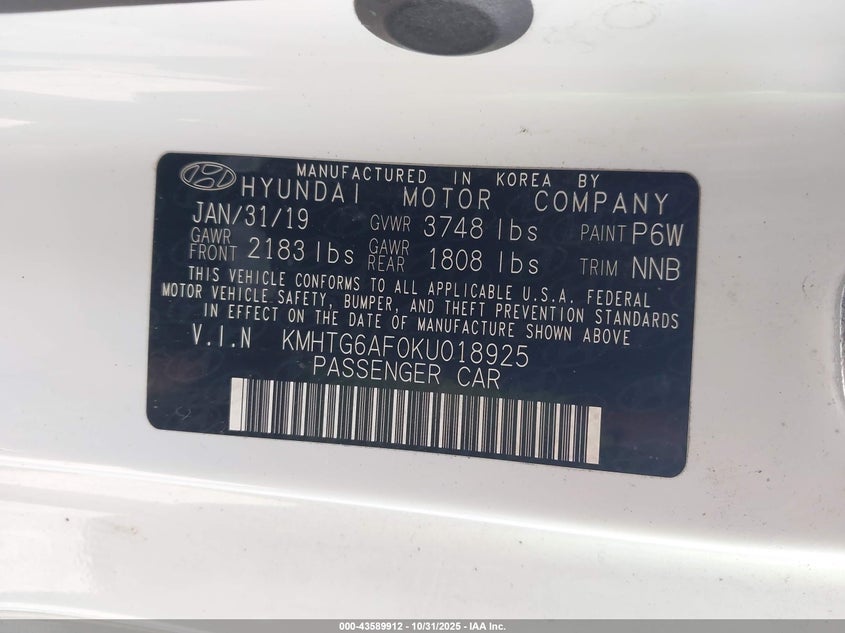 MANUFACTURED IN KOREA BY
HYUNDAI MOTOR COMPANY
JAN/31/19 GVWR 3748 lbs PAINT P6W
GAWR FRONT 2183 lbs GAWR REAR 1808 lbs TRIM NNB
THIS VEHICLE CONFORMS TO ALL APPLICABLE U.S.A. FEDERAL
MOTOR VEHICLE SAFETY, BUMPER, AND THEFT PREVENTION STANDARDS
IN EFFECT ON THE DATE OF MANUFACTURE SHOWN ABOVE
V.I.N KMHTG6AF0KU018925
PASSENGER CAR
000-43589912 - 10/31/2025 - IAA Inc.